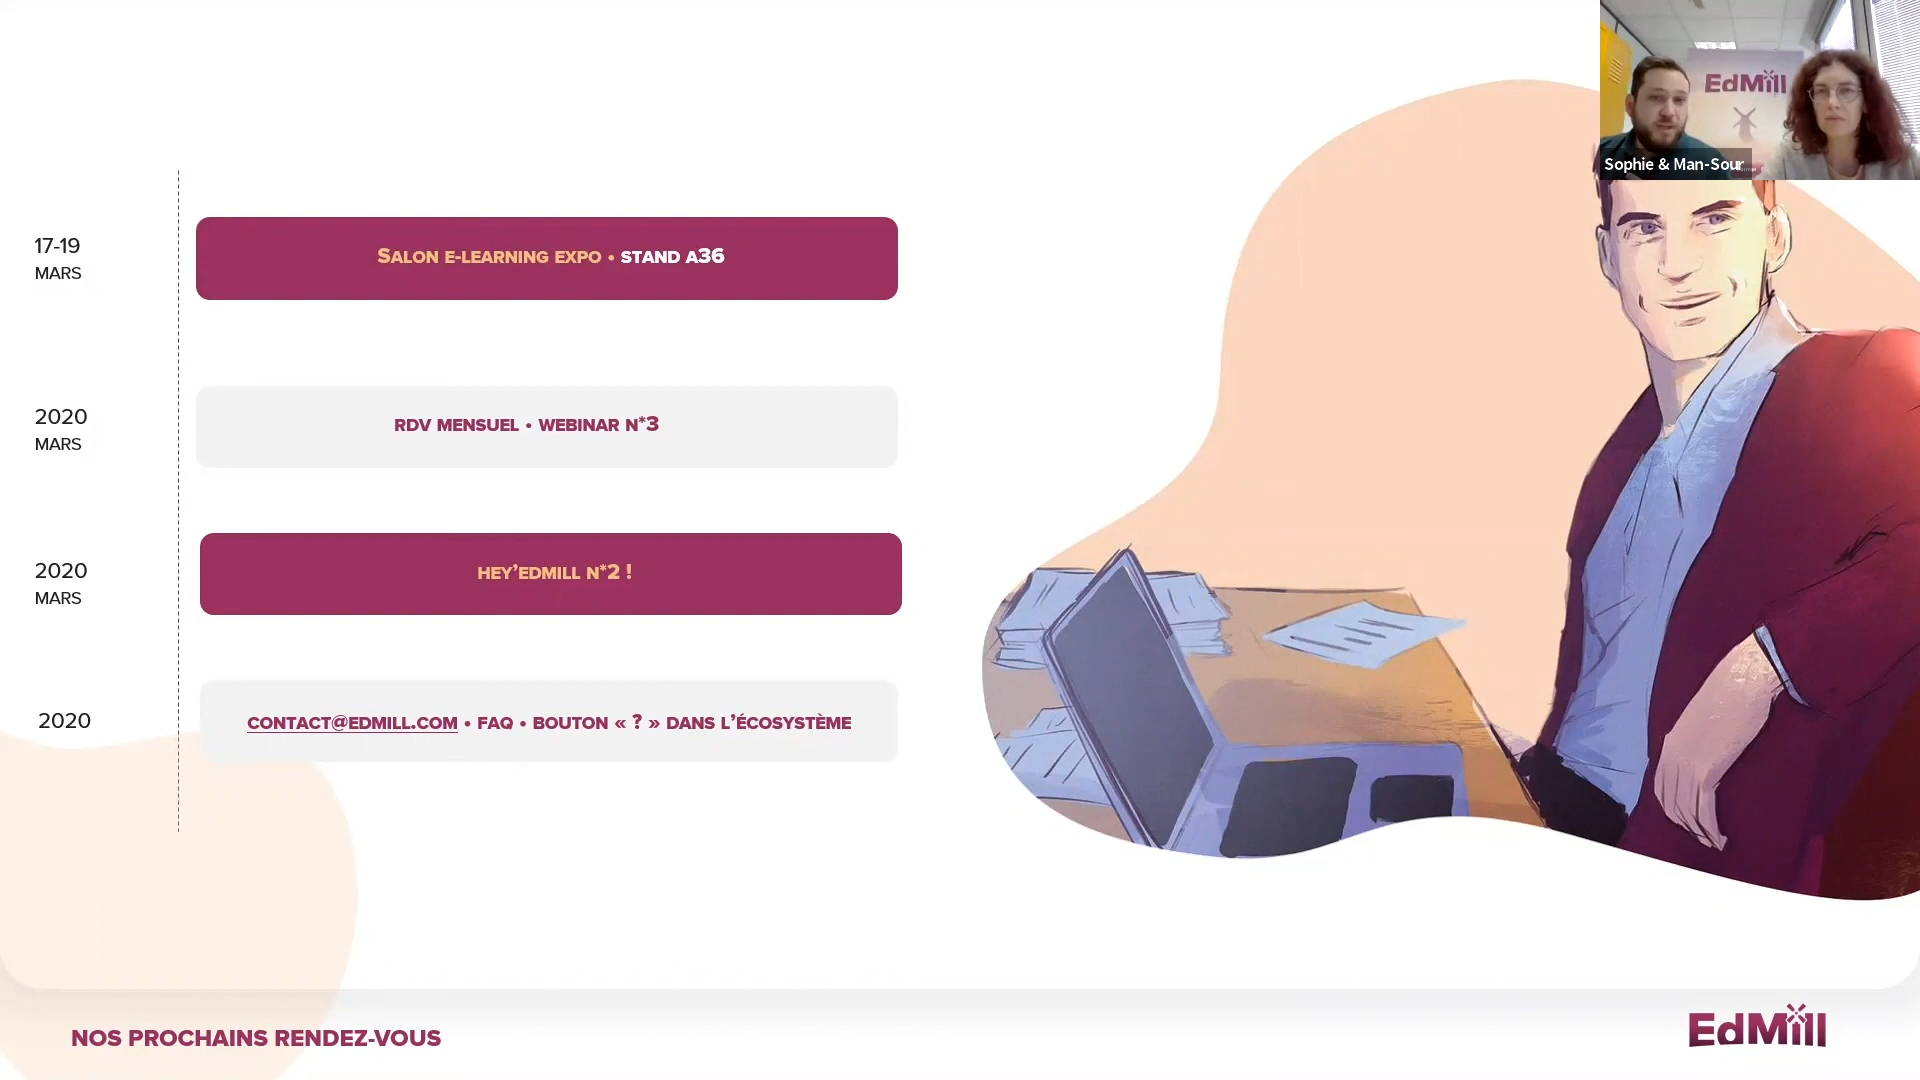 EdMill
Sophie & Man-Sour
17-19
MARS
SALON E-LEARNING EXPO • STAND A36
2020
MARS
RDV MENSUEL • WEBINAR N°3
2020
MARS
HEY’EDMILL N°2 !
2020
CONTACT@EDMILL.COM • FAQ • BOUTON « ? » DANS L’ÉCOSYSTÈME
NOS PROCHAINS RENDEZ-VOUS
EdMill